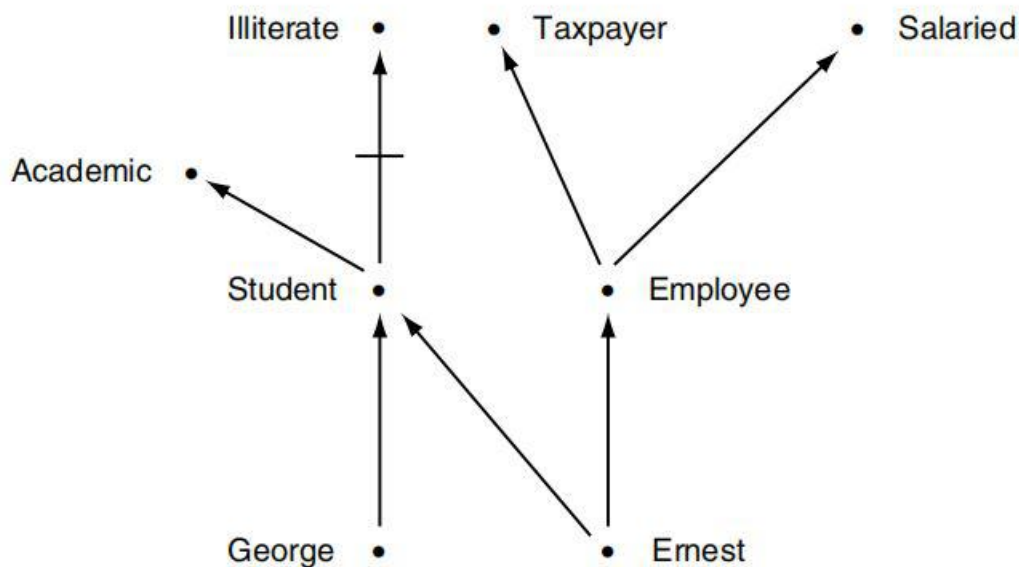 Illiterate Taxpayer Salaried
Academic
Student Employee
George Ernest